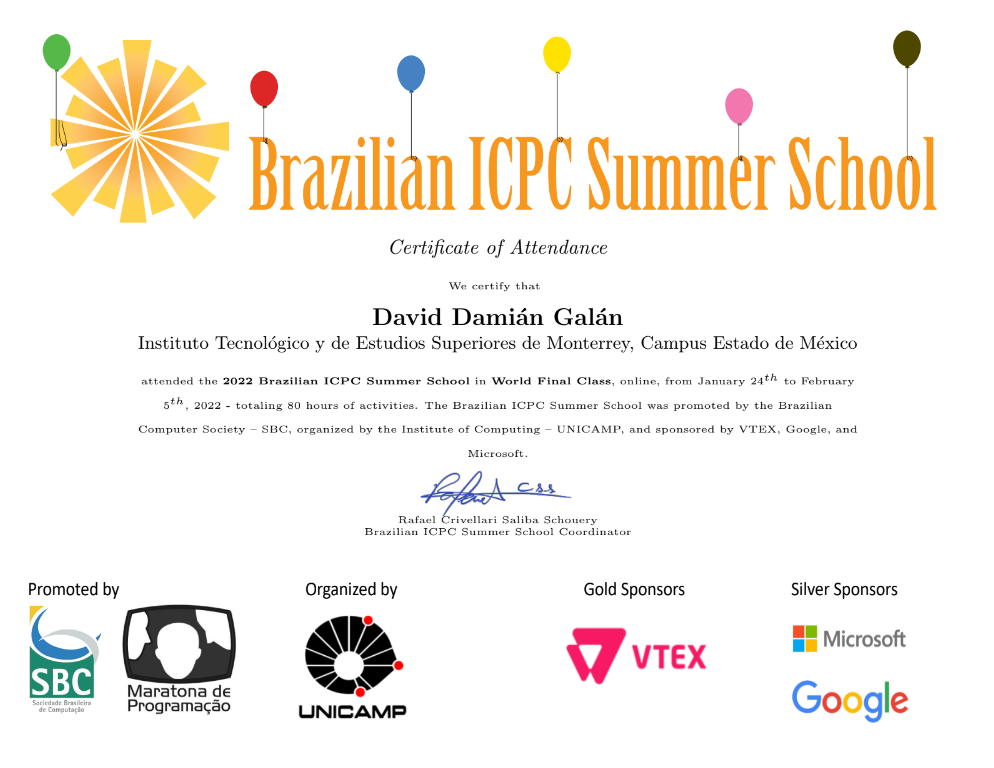 Brazilian ICPC Summer School
Certificate of Attendance
We certify that
David Damián Galán
Instituto Tecnológico y de Estudios Superiores de Monterrey, Campus Estado de México
attended the 2022 Brazilian ICPC Summer School in World Final Class, online, from January 24th to February
5th, 2022 - totaling 80 hours of activities. The Brazilian ICPC Summer School was promoted by the Brazilian
Computer Society – SBC, organized by the Institute of Computing – UNICAMP, and sponsored by VTEX, Google, and
Microsoft.
Rafael CSS
Rafael Crivellari Saliba Schouery
Brazilian ICPC Summer School Coordinator
Promoted by
Organized by
Gold Sponsors
Silver Sponsors
SBC
Sociedade Brasileira
de Computação
Maratona de
Programação
UNICAMP
VTEX
Microsoft
Google